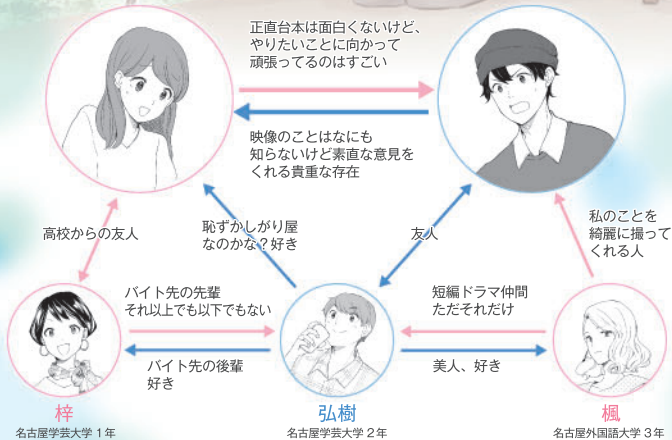 正直台本は面白くないけど、
やりたいことに向かって
頑張ってるのはすごい
映像のことはなにも
知らないけど素直な意見を
くれる貴重な存在
高校からの友人
恥ずかしがり屋
なのかな？好き
友人
私のことを
綺麗に撮って
くれる人
バイト先の先輩
それ以上でも以下でもない
バイト先の後輩
好き
短編ドラマ仲間
ただそれだけ
美人、好き
梓
名古屋学芸大学 1年
弘樹
名古屋学芸大学 2年
楓
名古屋外国語大学 3年